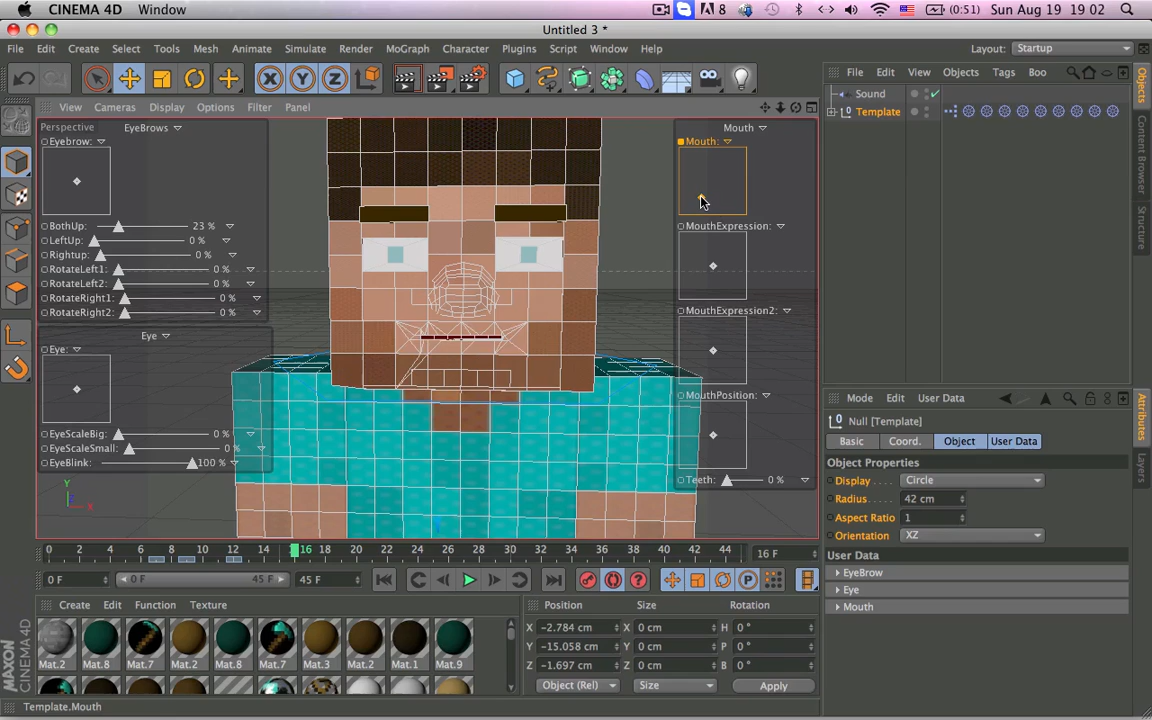 CINEMA 4D Window
8 (0:51) Sun Aug 19 19 02
Untitled 3 *
File Edit Create Select Tools Mesh Animate Simulate Render MoGraph Character Plugins Script Window Help Layout: Startup
View Cameras Display Options Filter Panel
Perspective
EyeBrows
Eyebrow:
BothUp: 23 %
LeftUp: 0 %
Rightup: 0 %
RotateLeft1: 0 %
RotateLeft2: 0 %
RotateRight1: 0 %
RotateRight2: 0 %
Eye
Eye:
EyeScaleBig: 0 %
EyeScaleSmall: 0 %
EyeBlink: 100 %
Y
X
Mouth
Mouth:
MouthExpression:
MouthExpression2:
MouthPosition:
Teeth: 0 %
File Edit View Objects Tags Boo
Sound
Template
Objects
Content Browser
Structure
Mode Edit User Data
Null [Template]
Basic Coord. Object User Data
Object Properties
Display Circle
Radius 42 cm
Aspect Ratio 1
Orientation XZ
User Data
EyeBrow
Eye
Mouth
Attributes
Layers
0 2 4 6 8 10 12 14 16 18 20 22 24 26 28 30 32 34 36 38 40 42 44 16 F
0 F 0 F 45 F 45 F
Create Edit Function Texture
Mat.2 Mat.8 Mat.7 Mat.2 Mat.8 Mat.7 Mat.3 Mat.2 Mat.1 Mat.9
Position Size Rotation
X -2.784 cm X 0 cm H 0 °
Y -15.058 cm Y 0 cm P 0 °
Z -1.697 cm Z 0 cm B 0 °
Object (Rel) Size Apply
MAXON
CINEMA 4D
Template.Mouth